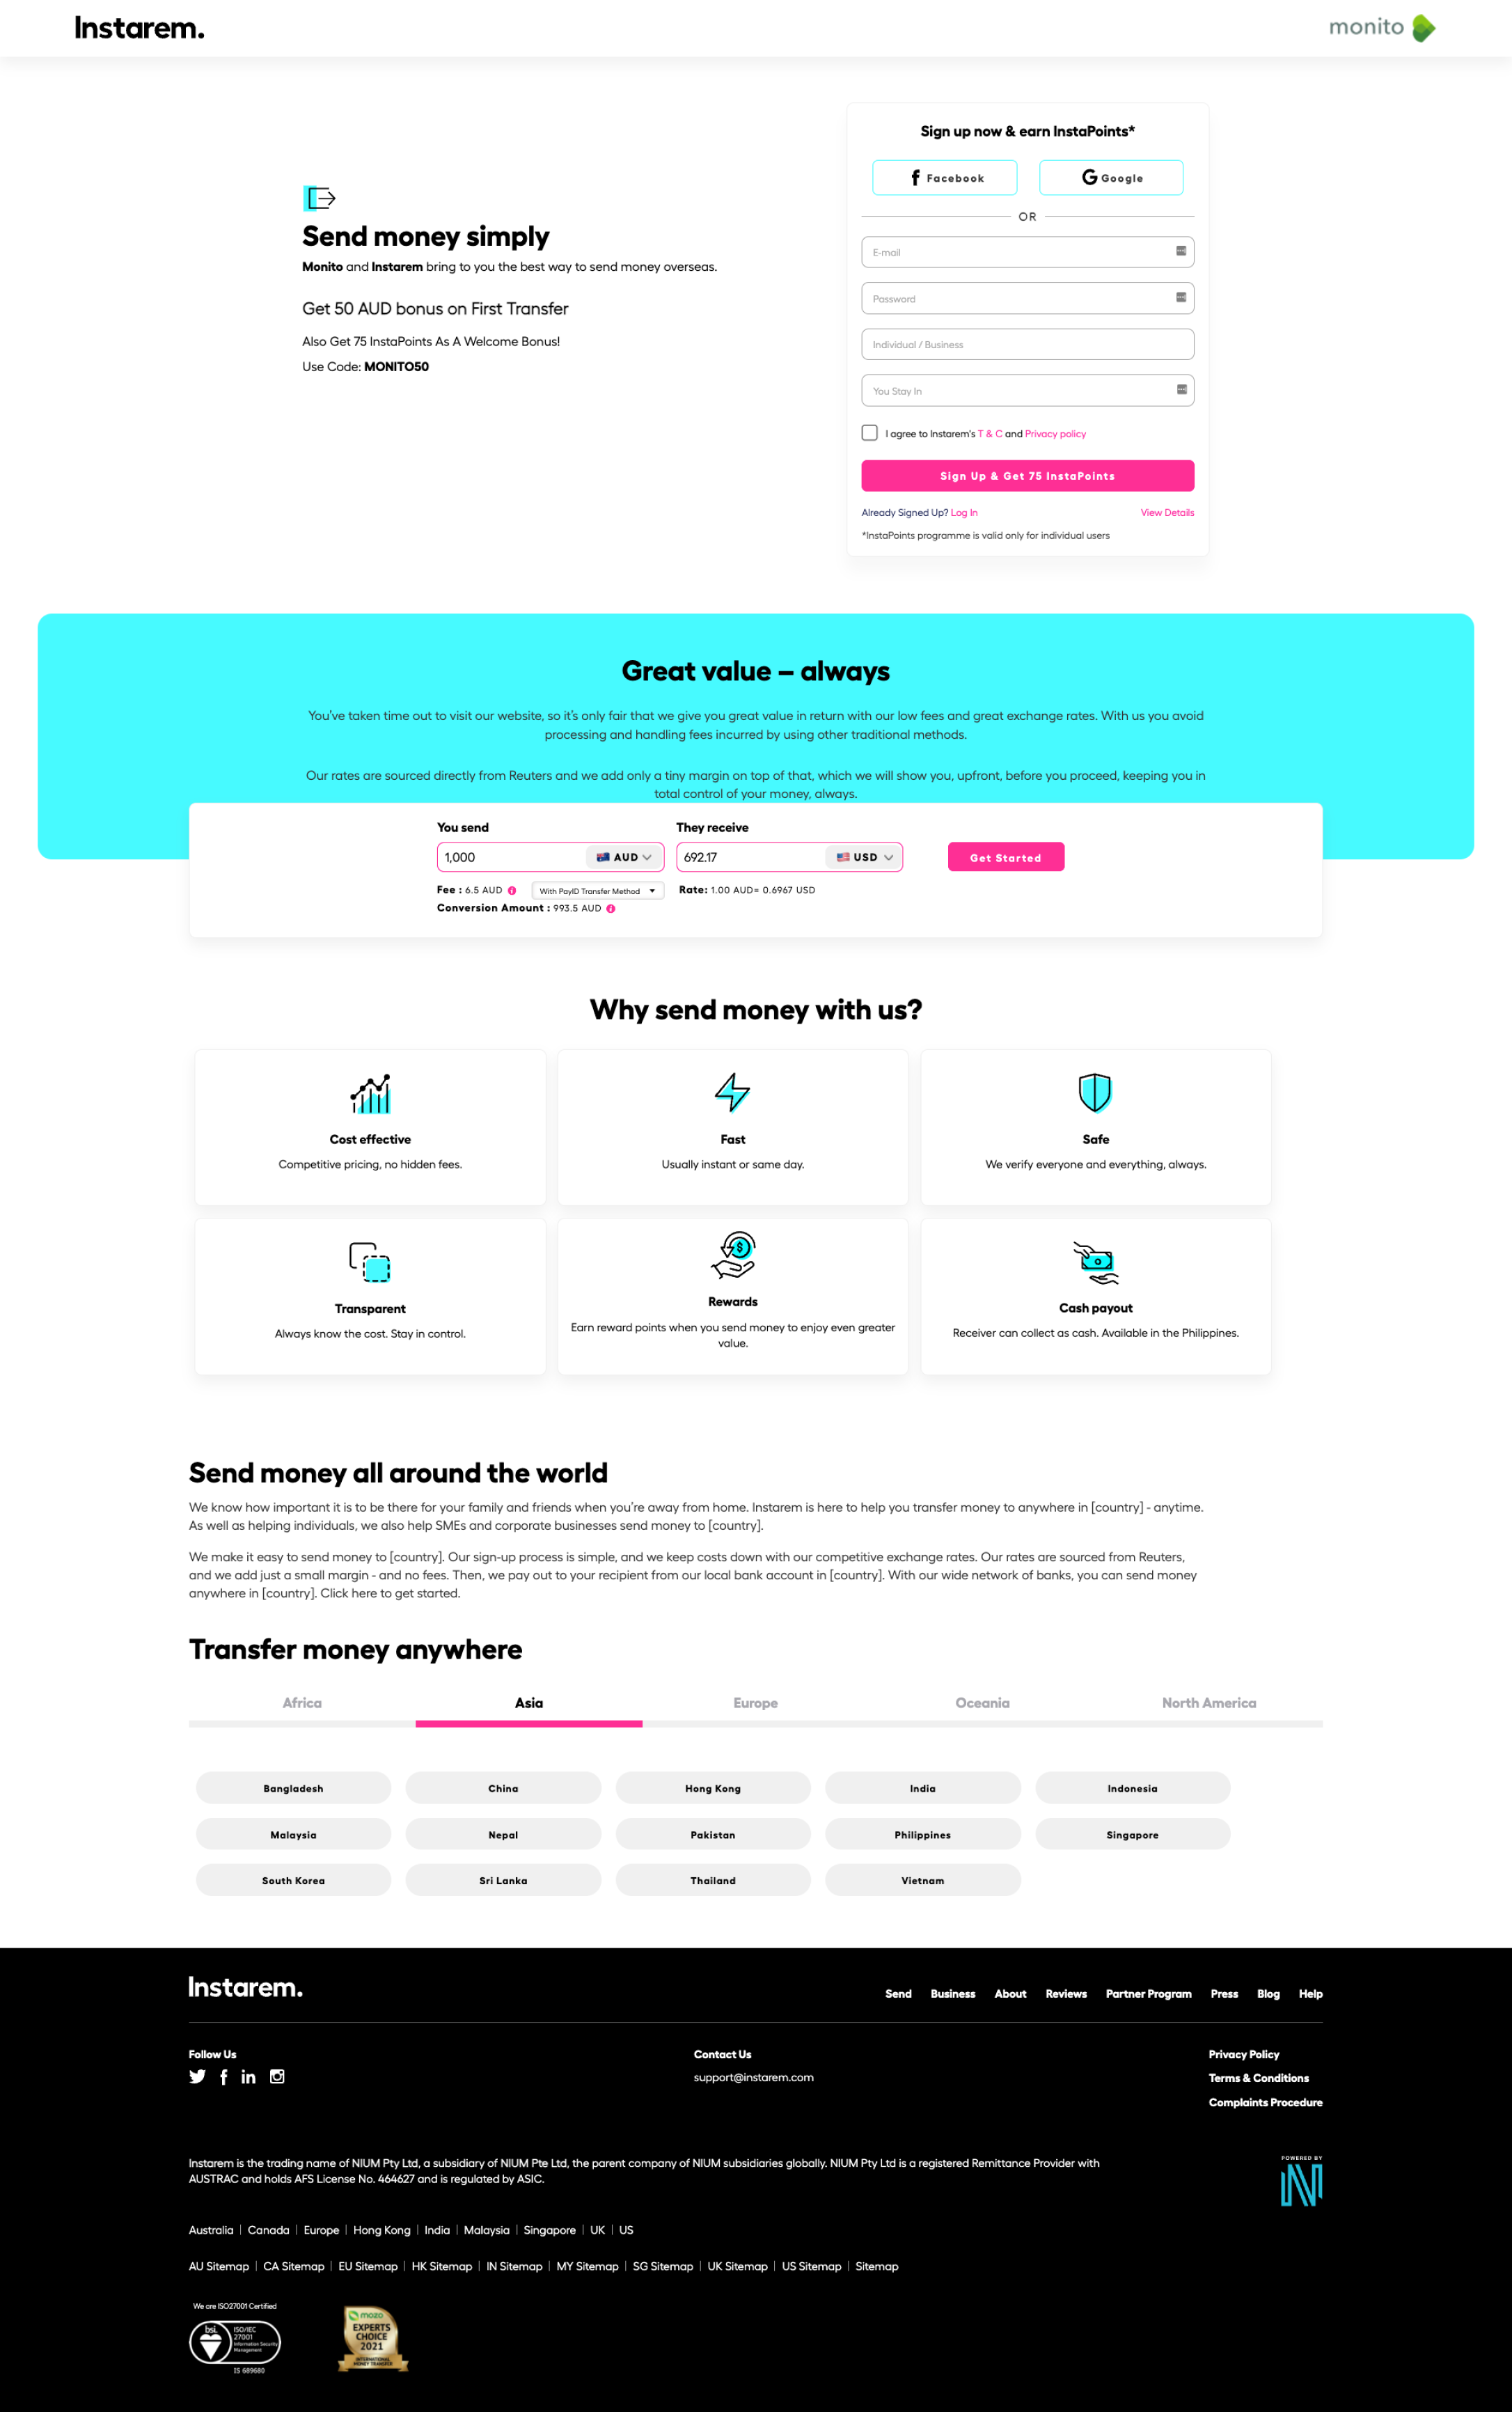 Instarem.
monito
Send money simply
Monito and Instarem bring to you the best way to send money overseas.
Get 50 AUD bonus on First Transfer
Also Get 75 InstaPoints As A Welcome Bonus!
Use Code: MONITO50
Sign up now & earn InstaPoints*
Facebook
Google
OR
E-mail
Password
Individual / Business
You Stay In
I agree to Instarem's T & C and Privacy policy
Sign Up & Get 75 InstaPoints
Already Signed Up? Log In
View Details
*InstaPoints programme is valid only for individual users
Great value – always
You've taken time out to visit our website, so it's only fair that we give you great value in return with our low fees and great exchange rates. With us you avoid
processing and handling fees incurred by using other traditional methods.
Our rates are sourced directly from Reuters and we add only a tiny margin on top of that, which we will show you, upfront, before you proceed, keeping you in
total control of your money, always.
You send
They receive
1,000
AUD
692.17
USD
Get Started
Fee : 6.5 AUD
With PayID Transfer Method
Rate: 1.00 AUD= 0.6967 USD
Conversion Amount : 993.5 AUD
Why send money with us?
Cost effective
Competitive pricing, no hidden fees.
Fast
Usually instant or same day.
Safe
We verify everyone and everything, always.
Transparent
Always know the cost. Stay in control.
Rewards
Earn reward points when you send money to enjoy even greater
value.
Cash payout
Receiver can collect as cash. Available in the Philippines.
Send money all around the world
We know how important it is to be there for your family and friends when you're away from home. Instarem is here to help you transfer money to anywhere in [country] - anytime.
As well as helping individuals, we also help SMEs and corporate businesses send money to [country].
We make it easy to send money to [country]. Our sign-up process is simple, and we keep costs down with our competitive exchange rates. Our rates are sourced from Reuters,
and we add just a small margin - and no fees. Then, we pay out to your recipient from our local bank account in [country]. With our wide network of banks, you can send money
anywhere in [country]. Click here to get started.
Transfer money anywhere
Africa
Asia
Europe
Oceania
North America
Bangladesh
China
Hong Kong
India
Indonesia
Malaysia
Nepal
Pakistan
Philippines
Singapore
South Korea
Sri Lanka
Thailand
Vietnam
Instarem.
Send Business About Reviews Partner Program Press Blog Help
Follow Us
Contact Us
support@instarem.com
Privacy Policy
Terms & Conditions
Complaints Procedure
Instarem is the trading name of NIUM Pty Ltd, a subsidiary of NIUM Pte Ltd, the parent company of NIUM subsidiaries globally. NIUM Pty Ltd is a registered Remittance Provider with
AUSTRAC and holds AFS License No. 464627 and is regulated by ASIC.
POWERED BY
N
Australia | Canada | Europe | Hong Kong | India | Malaysia | Singapore | UK | US
AU Sitemap | CA Sitemap | EU Sitemap | HK Sitemap | IN Sitemap | MY Sitemap | SG Sitemap | UK Sitemap | US Sitemap | Sitemap
We are ISO27001 Certified
bsi.
ISO/IEC
27001
Information Security
Management
IS 689680
mozo
EXPERTS
CHOICE
2021
INTERNATIONAL
MONEY TRANSFER